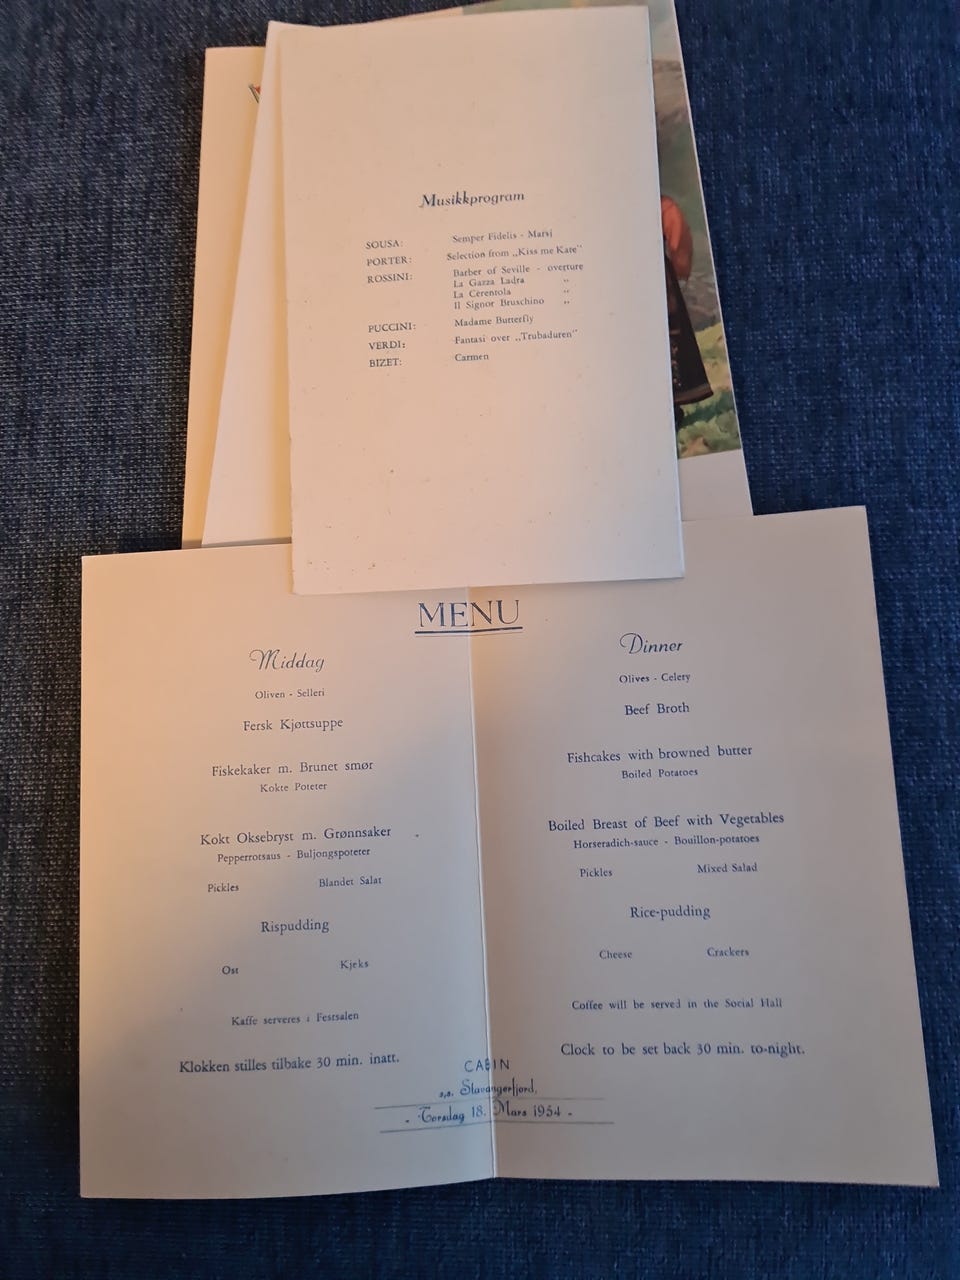 Musikkprogram
SOUSA: Semper Fidelis - Marsj
PORTER: Selection from „Kiss me Kate"
ROSSINI: Barber of Seville - overture
La Gazza Ladra "
La Cerentola "
Il Signor Bruschino "
PUCCINI: Madame Butterfly
VERDI: Fantasi over „Trubaduren"
BIZET: Carmen
MENU
Middag
Oliven - Selleri
Fersk Kjøttsuppe
Fiskekaker m. Brunet smør
Kokte Poteter
Kokt Oksebryst m. Grønnsaker
Pepperrotsaus - Buljongspoteter
Pickles Blandet Salat
Rispudding
Ost Kjeks
Kaffe serveres i Festsalen
Klokken stilles tilbake 30 min. inatt.
Dinner
Olives - Celery
Beef Broth
Fishcakes with browned butter
Boiled Potatoes
Boiled Breast of Beef with Vegetables
Horseradich-sauce - Bouillon-potatoes
Pickles Mixed Salad
Rice-pudding
Cheese Crackers
Coffee will be served in the Social Hall
Clock to be set back 30 min. to-night.
CABIN
s.s. Stavangerfjord,
- Torsdag 18. Mars 1954 -